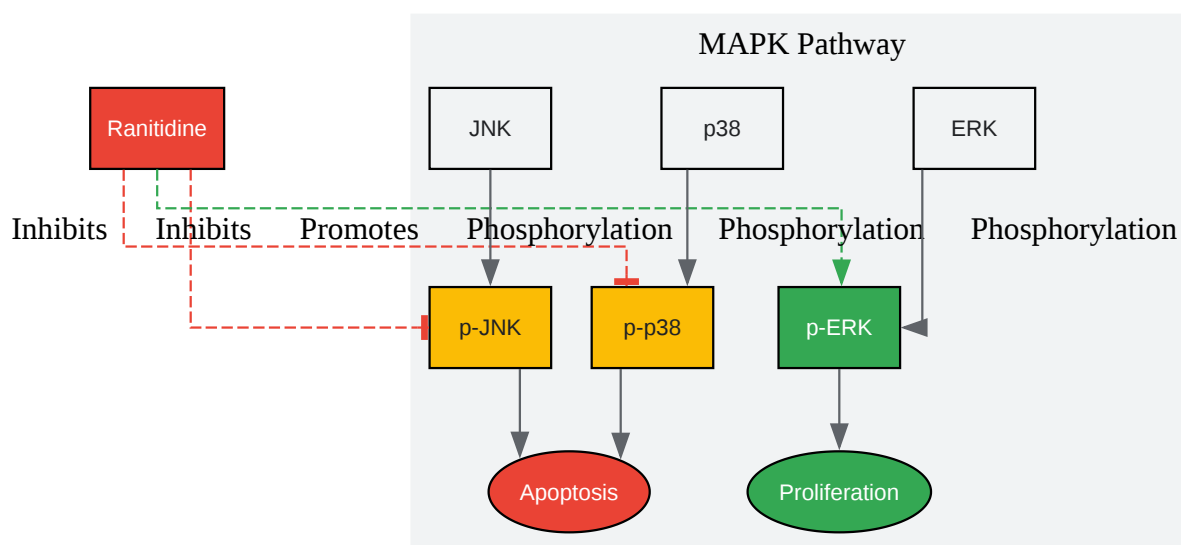 MAPK Pathway
Ranitidine
JNK
p38
ERK
Inhibits
Inhibits
Promotes
Phosphorylation
Phosphorylation
Phosphorylation
p-JNK
p-p38
p-ERK
Apoptosis
Proliferation